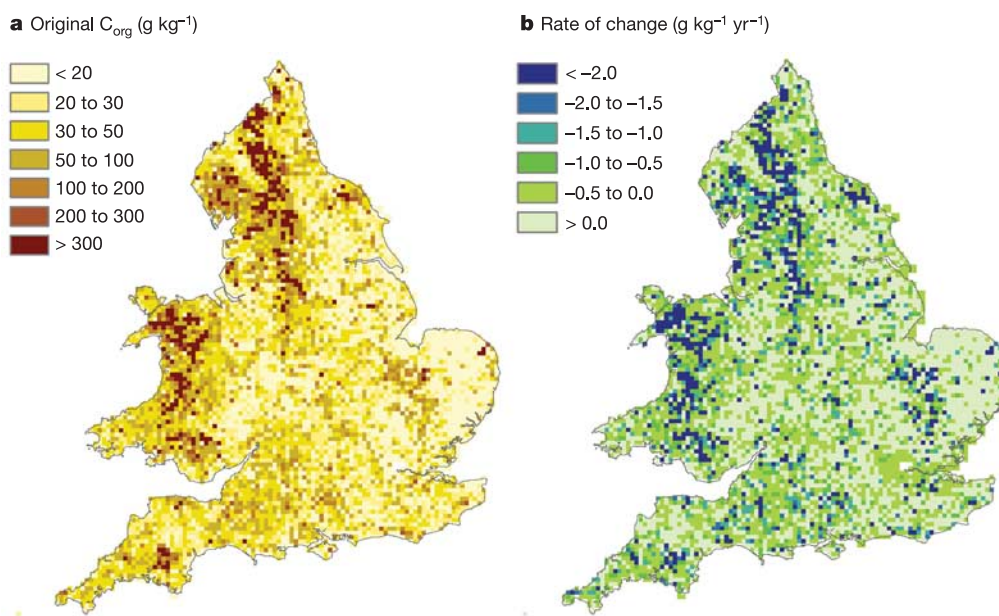 a Original Corg (g kg⁻¹)
< 20
20 to 30
30 to 50
50 to 100
100 to 200
200 to 300
> 300
b Rate of change (g kg⁻¹ yr⁻¹)
< –2.0
–2.0 to –1.5
–1.5 to –1.0
–1.0 to –0.5
–0.5 to 0.0
> 0.0